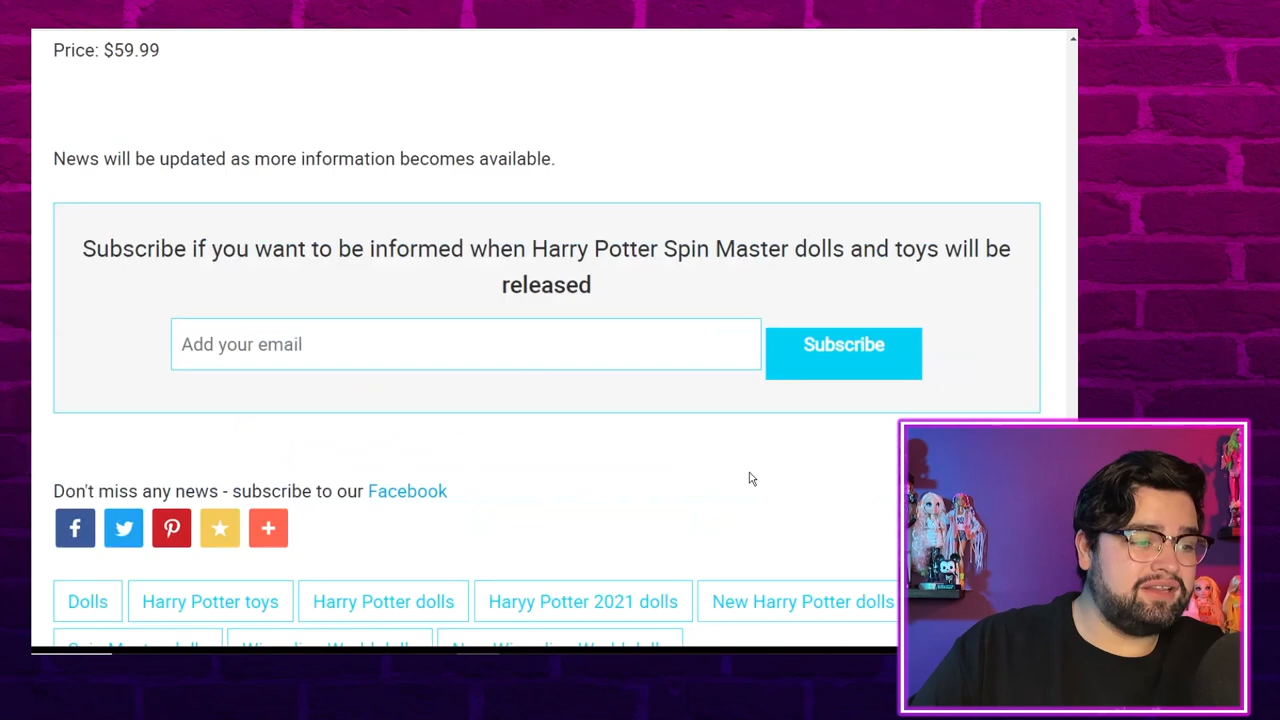 Price: $59.99
News will be updated as more information becomes available.
Subscribe if you want to be informed when Harry Potter Spin Master dolls and toys will be
released
Add your email
Subscribe
Don't miss any news - subscribe to our Facebook
Dolls
Harry Potter toys
Harry Potter dolls
Haryy Potter 2021 dolls
New Harry Potter dolls